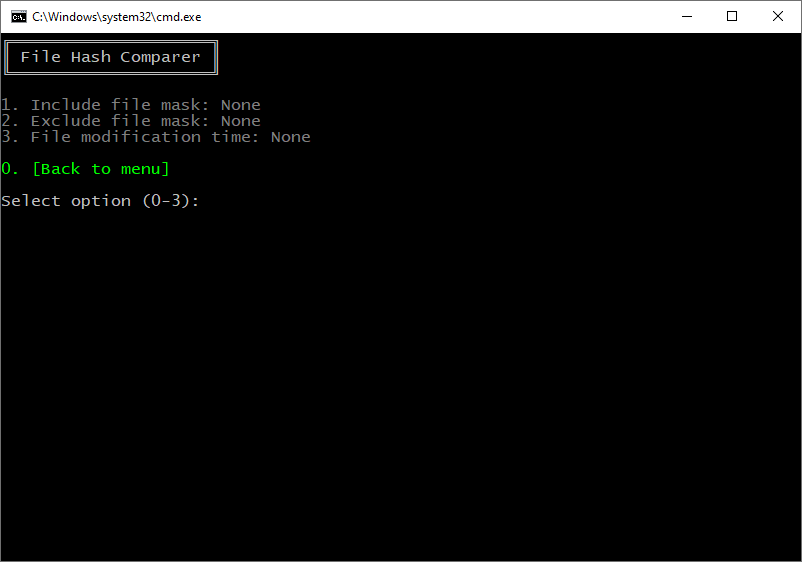 C:\Windows\system32\cmd.exe
File Hash Comparer
1. Include file mask: None
2. Exclude file mask: None
3. File modification time: None
0. [Back to menu]
Select option (0-3):